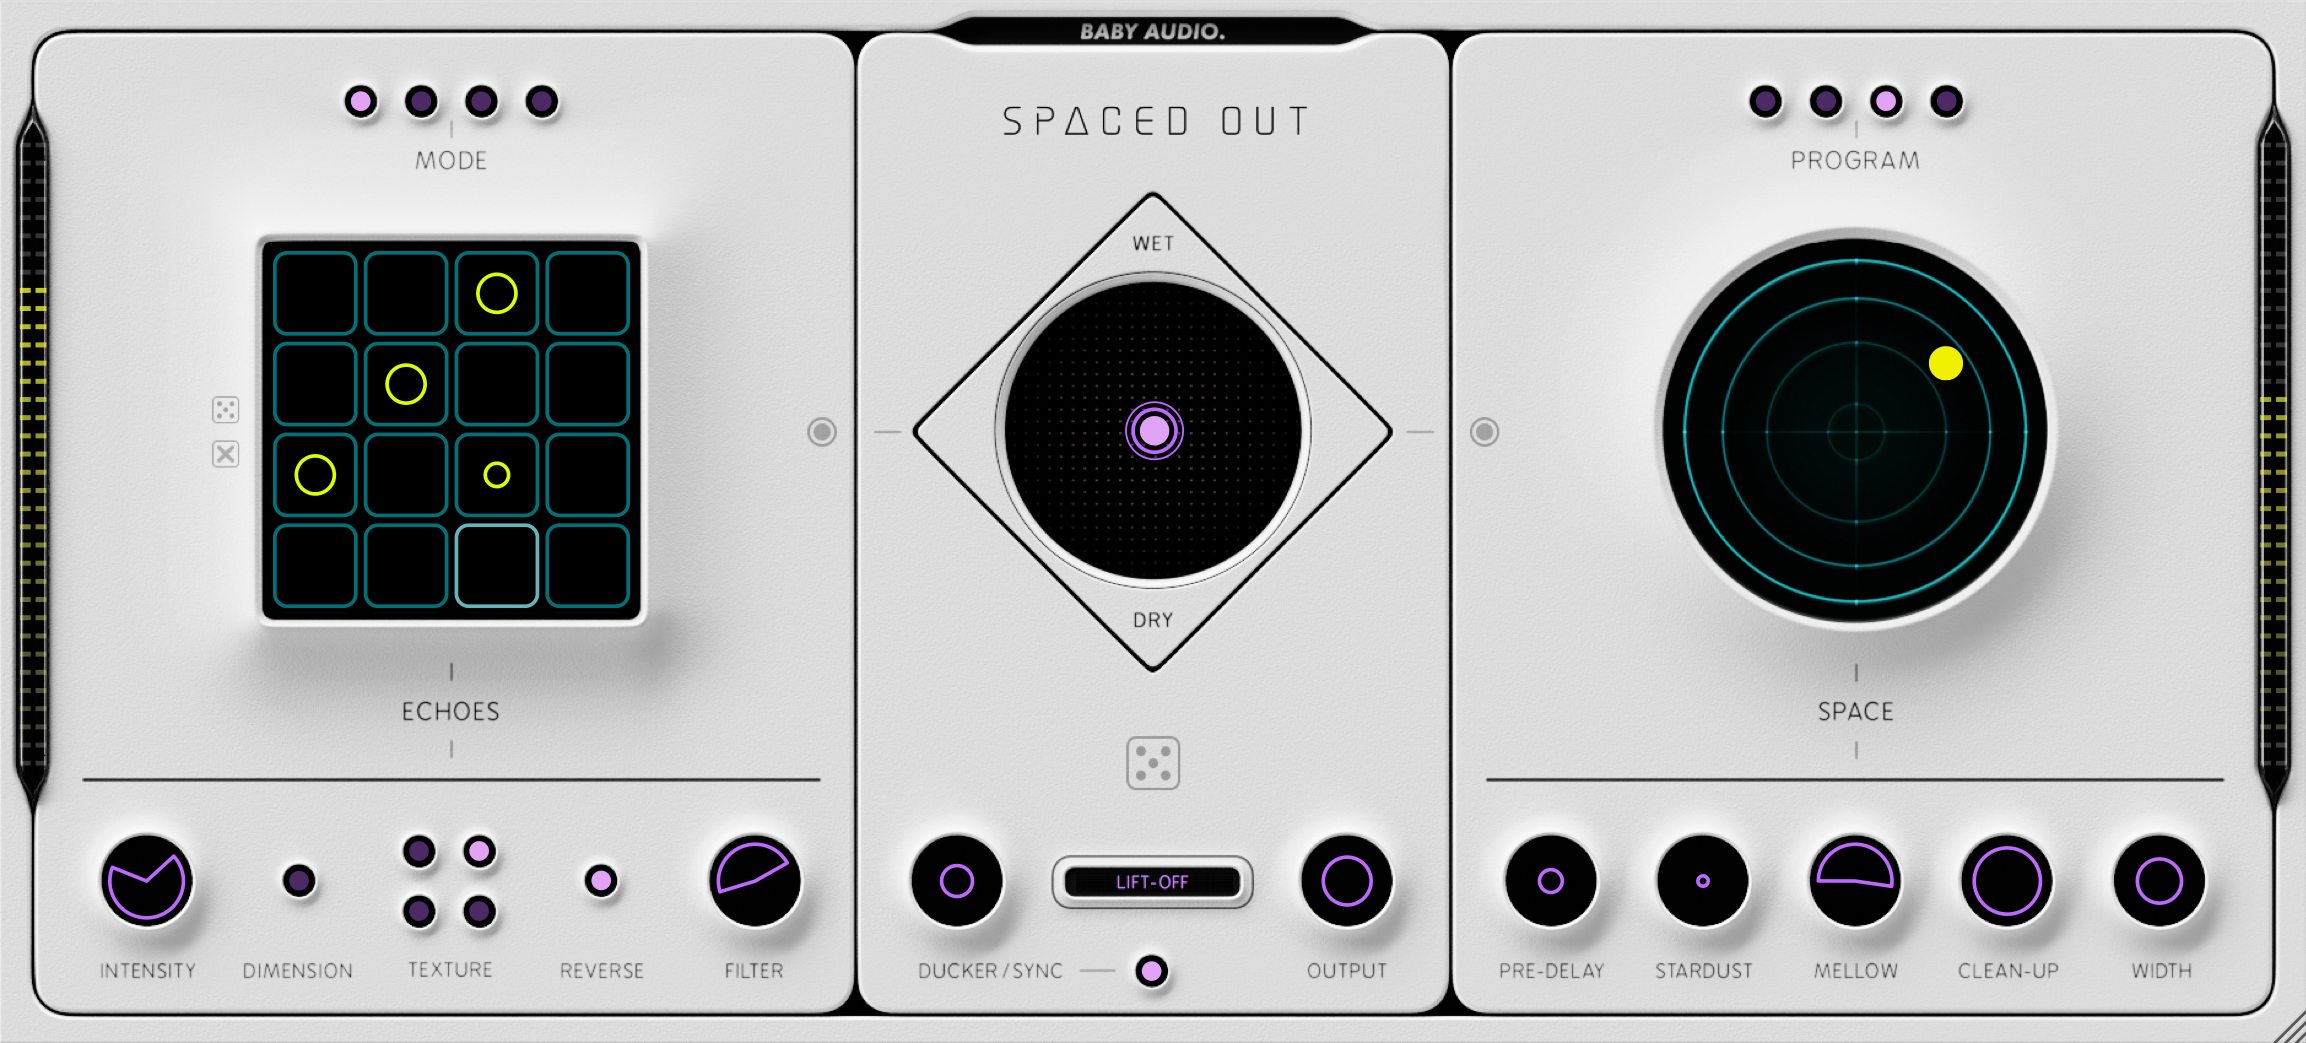 BABY AUDIO.
SPACED OUT
MODE
PROGRAM
WET
DRY
ECHOES
SPACE
LIFT-OFF
INTENSITY
DIMENSION
TEXTURE
REVERSE
FILTER
DUCKER/SYNC
OUTPUT
PRE-DELAY
STARDUST
MELLOW
CLEAN-UP
WIDTH